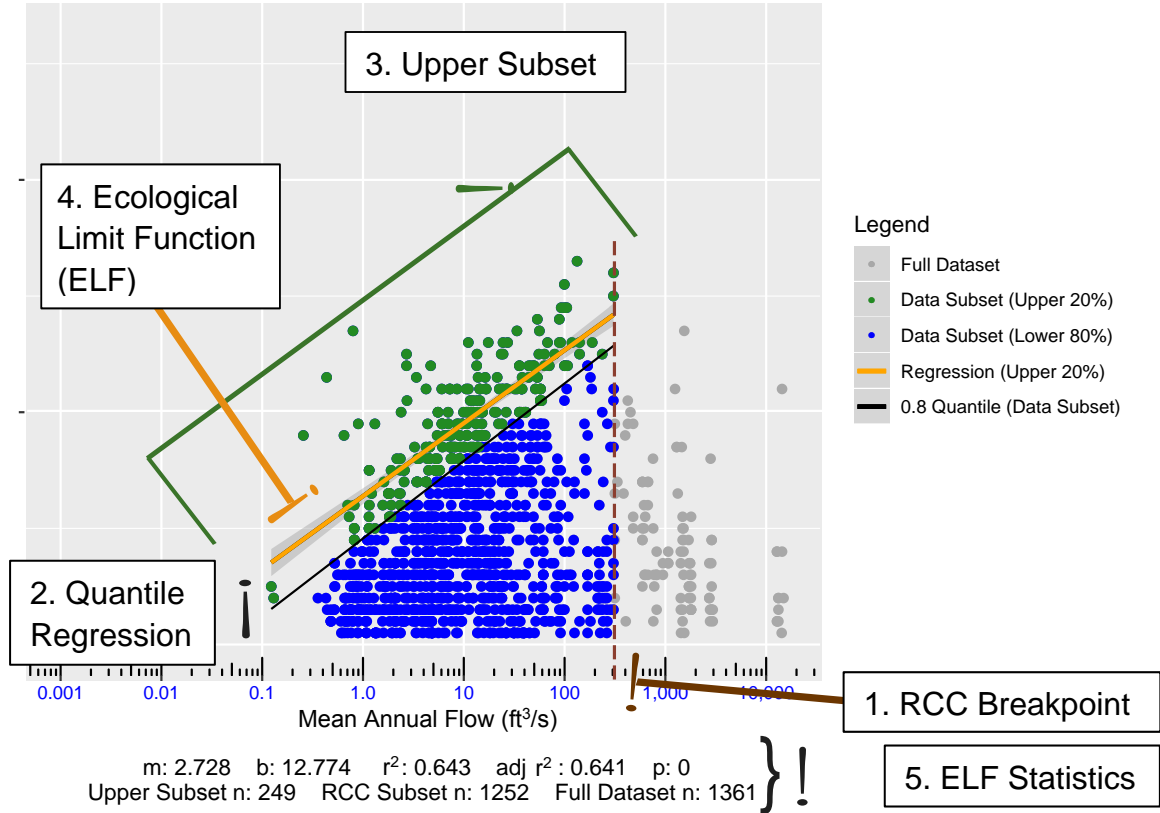 3. Upper Subset
4. Ecological
Limit Function
(ELF)
Legend
Full Dataset
Data Subset (Upper 20%)
Data Subset (Lower 80%)
Regression (Upper 20%)
0.8 Quantile (Data Subset)
2. Quantile
Regression
0.001 0.01 0.1 1.0 10 100 1,000 10,000
Mean Annual Flow (ft³/s)
1. RCC Breakpoint
m: 2.728 b: 12.774 r²: 0.643 adj r² : 0.641 p: 0
Upper Subset n: 249 RCC Subset n: 1252 Full Dataset n: 1361
5. ELF Statistics